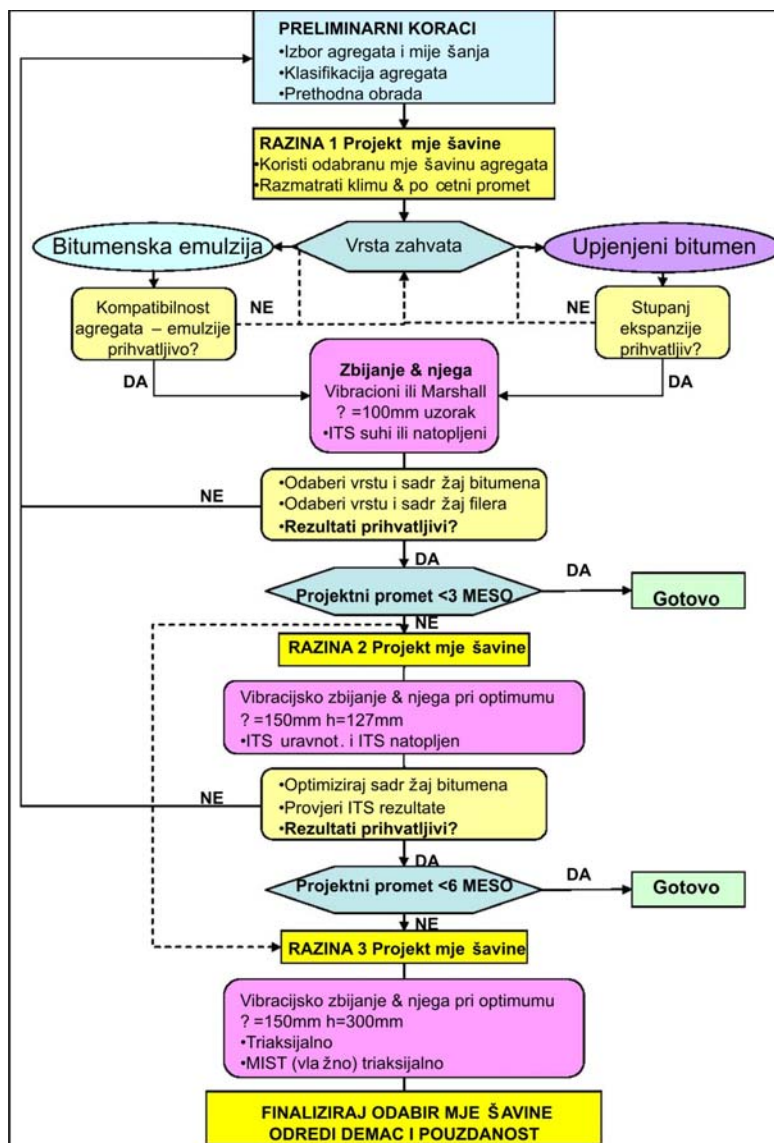 PRELIMINARNI KORACI
•Izbor agregata i mije šanja
•Klasifikacija agregata
•Prethodna obrada
RAZINA 1 Projekt mje šavine
•Koristi odabranu mje šavinu agregata
•Razmatrati klimu & po cetni promet
Bitumenska emulzija
Vrsta zahvata
Upjenjeni bitumen
Kompatibilnost
agregata – emulzije
prihvatljivo?
NE
NE
Stupanj
ekspanzije
prihvatljiv?
DA
DA
Zbijanje & njega
Vibracioni ili Marshall
? =100mm uzorak
•ITS suhi ili natopljeni
NE
•Odaberi vrstu i sadr žaj bitumena
•Odaberi vrstu i sadr žaj filera
•Rezultati prihvatljivi?
DA
Projektni promet <3 MESO
DA
Gotovo
NE
RAZINA 2 Projekt mje šavine
Vibracijsko zbijanje & njega pri optimumu
? =150mm h=127mm
•ITS uravnot. i ITS natopljen
NE
•Optimiziraj sadr žaj bitumena
•Provjeri ITS rezultate
•Rezultati prihvatljivi?
DA
Projektni promet <6 MESO
DA
Gotovo
NE
RAZINA 3 Projekt mje šavine
Vibracijsko zbijanje & njega pri optimumu
? =150mm h=300mm
•Triaksijalno
•MIST (vla žno) triaksijalno
FINALIZIRAJ ODABIR MJE ŠAVINE
ODREDI DEMAC I POUZDANOST